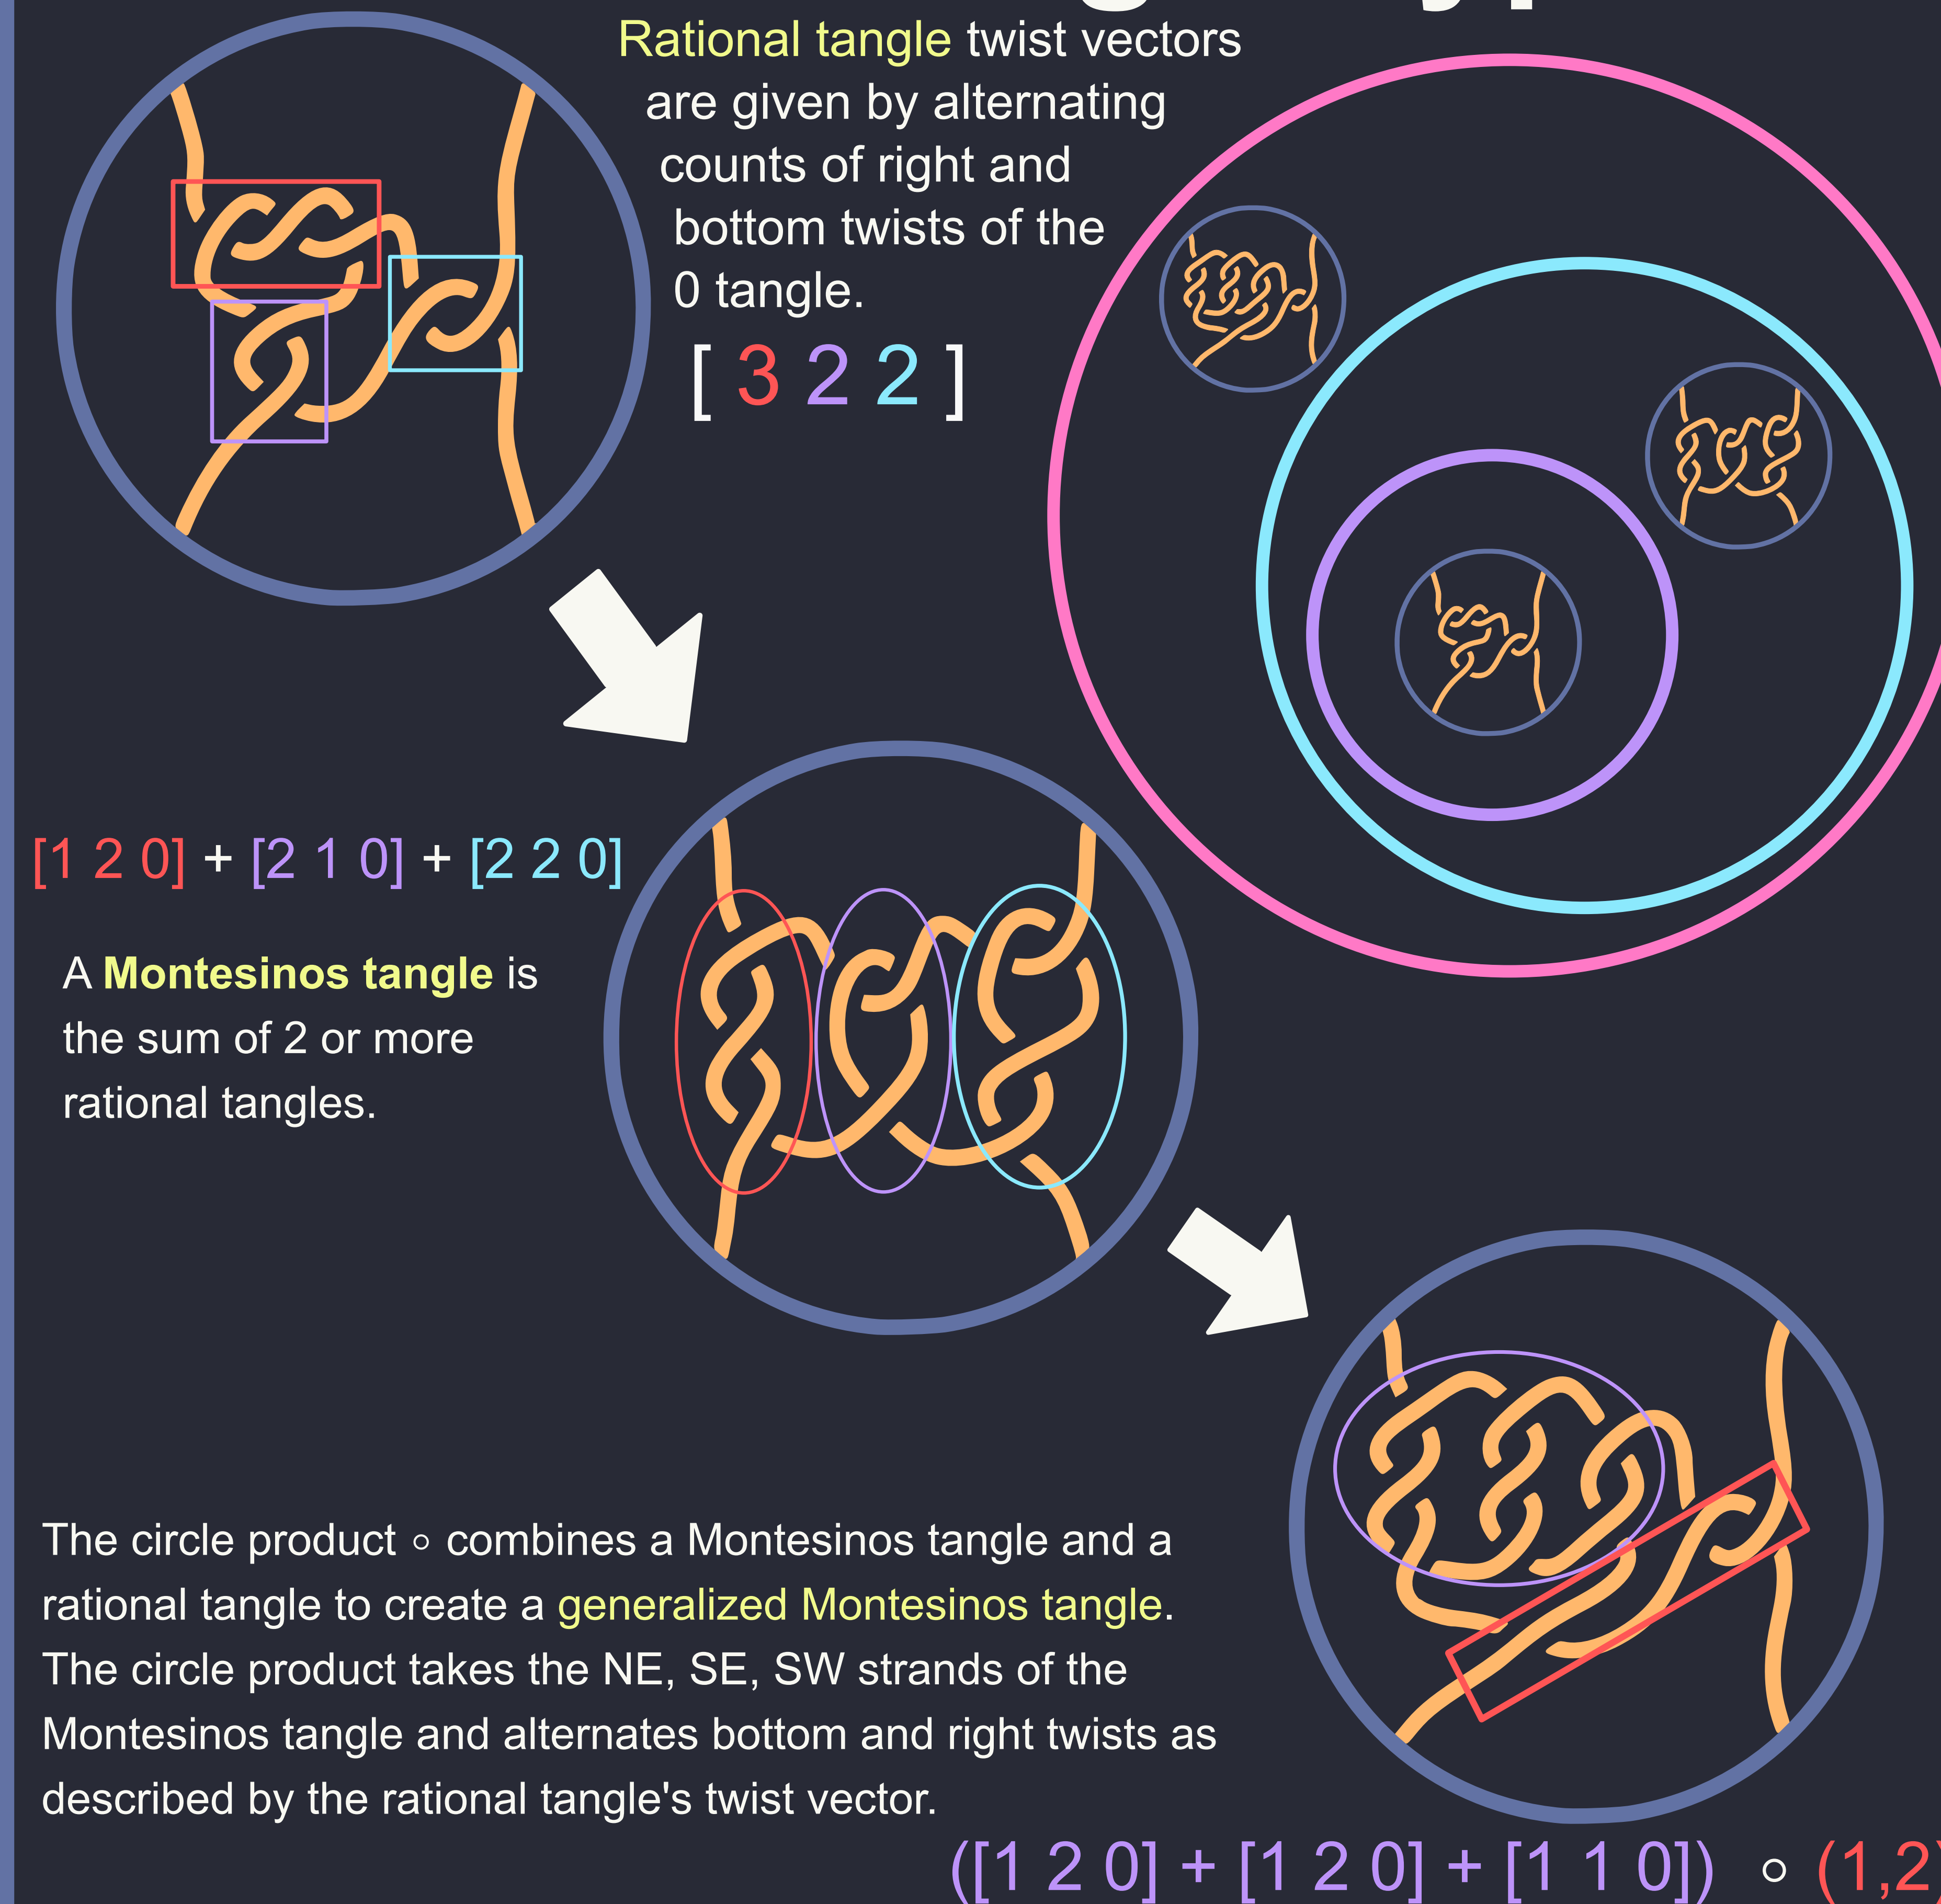 Rational tangle twist vectors
are given by alternating
counts of right and
bottom twists of the
0 tangle.
[ 3 2 2 ]
[1 2 0] + [2 1 0] + [2 2 0]
A Montesinos tangle is
the sum of 2 or more
rational tangles.
The circle product ∘ combines a Montesinos tangle and a
rational tangle to create a generalized Montesinos tangle.
The circle product takes the NE, SE, SW strands of the
Montesinos tangle and alternates bottom and right twists as
described by the rational tangle's twist vector.
([1 2 0] + [1 2 0] + [1 1 0]) ∘ (1,2)